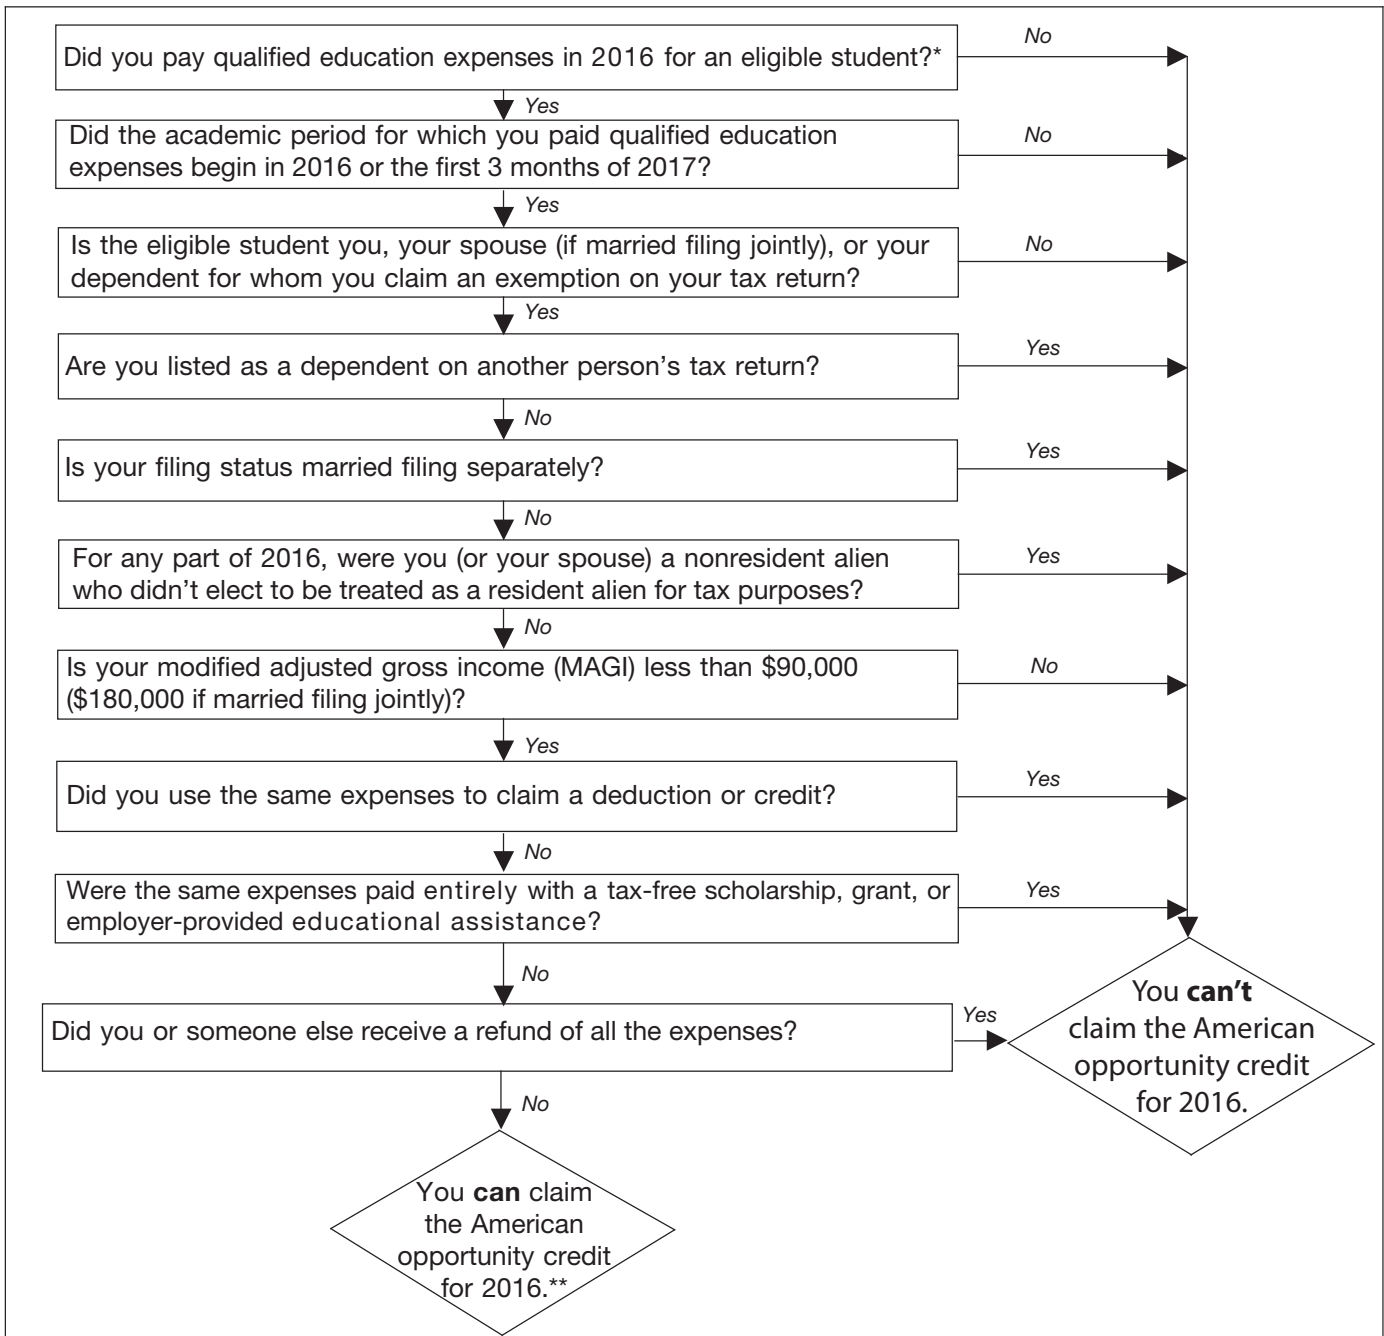 Did you pay qualified education expenses in 2016 for an eligible student?*
No
Yes
Did the academic period for which you paid qualified education
expenses begin in 2016 or the first 3 months of 2017?
No
Yes
Is the eligible student you, your spouse (if married filing jointly), or your
dependent for whom you claim an exemption on your tax return?
No
Yes
Are you listed as a dependent on another person's tax return?
Yes
No
Is your filing status married filing separately?
Yes
No
For any part of 2016, were you (or your spouse) a nonresident alien
who didn't elect to be treated as a resident alien for tax purposes?
Yes
No
Is your modified adjusted gross income (MAGI) less than $90,000
($180,000 if married filing jointly)?
No
Yes
Did you use the same expenses to claim a deduction or credit?
Yes
No
Were the same expenses paid entirely with a tax-free scholarship, grant, or
employer-provided educational assistance?
Yes
No
Did you or someone else receive a refund of all the expenses?
Yes
You can't
claim the American
opportunity credit
for 2016.
No
You can claim
the American
opportunity credit
for 2016.**